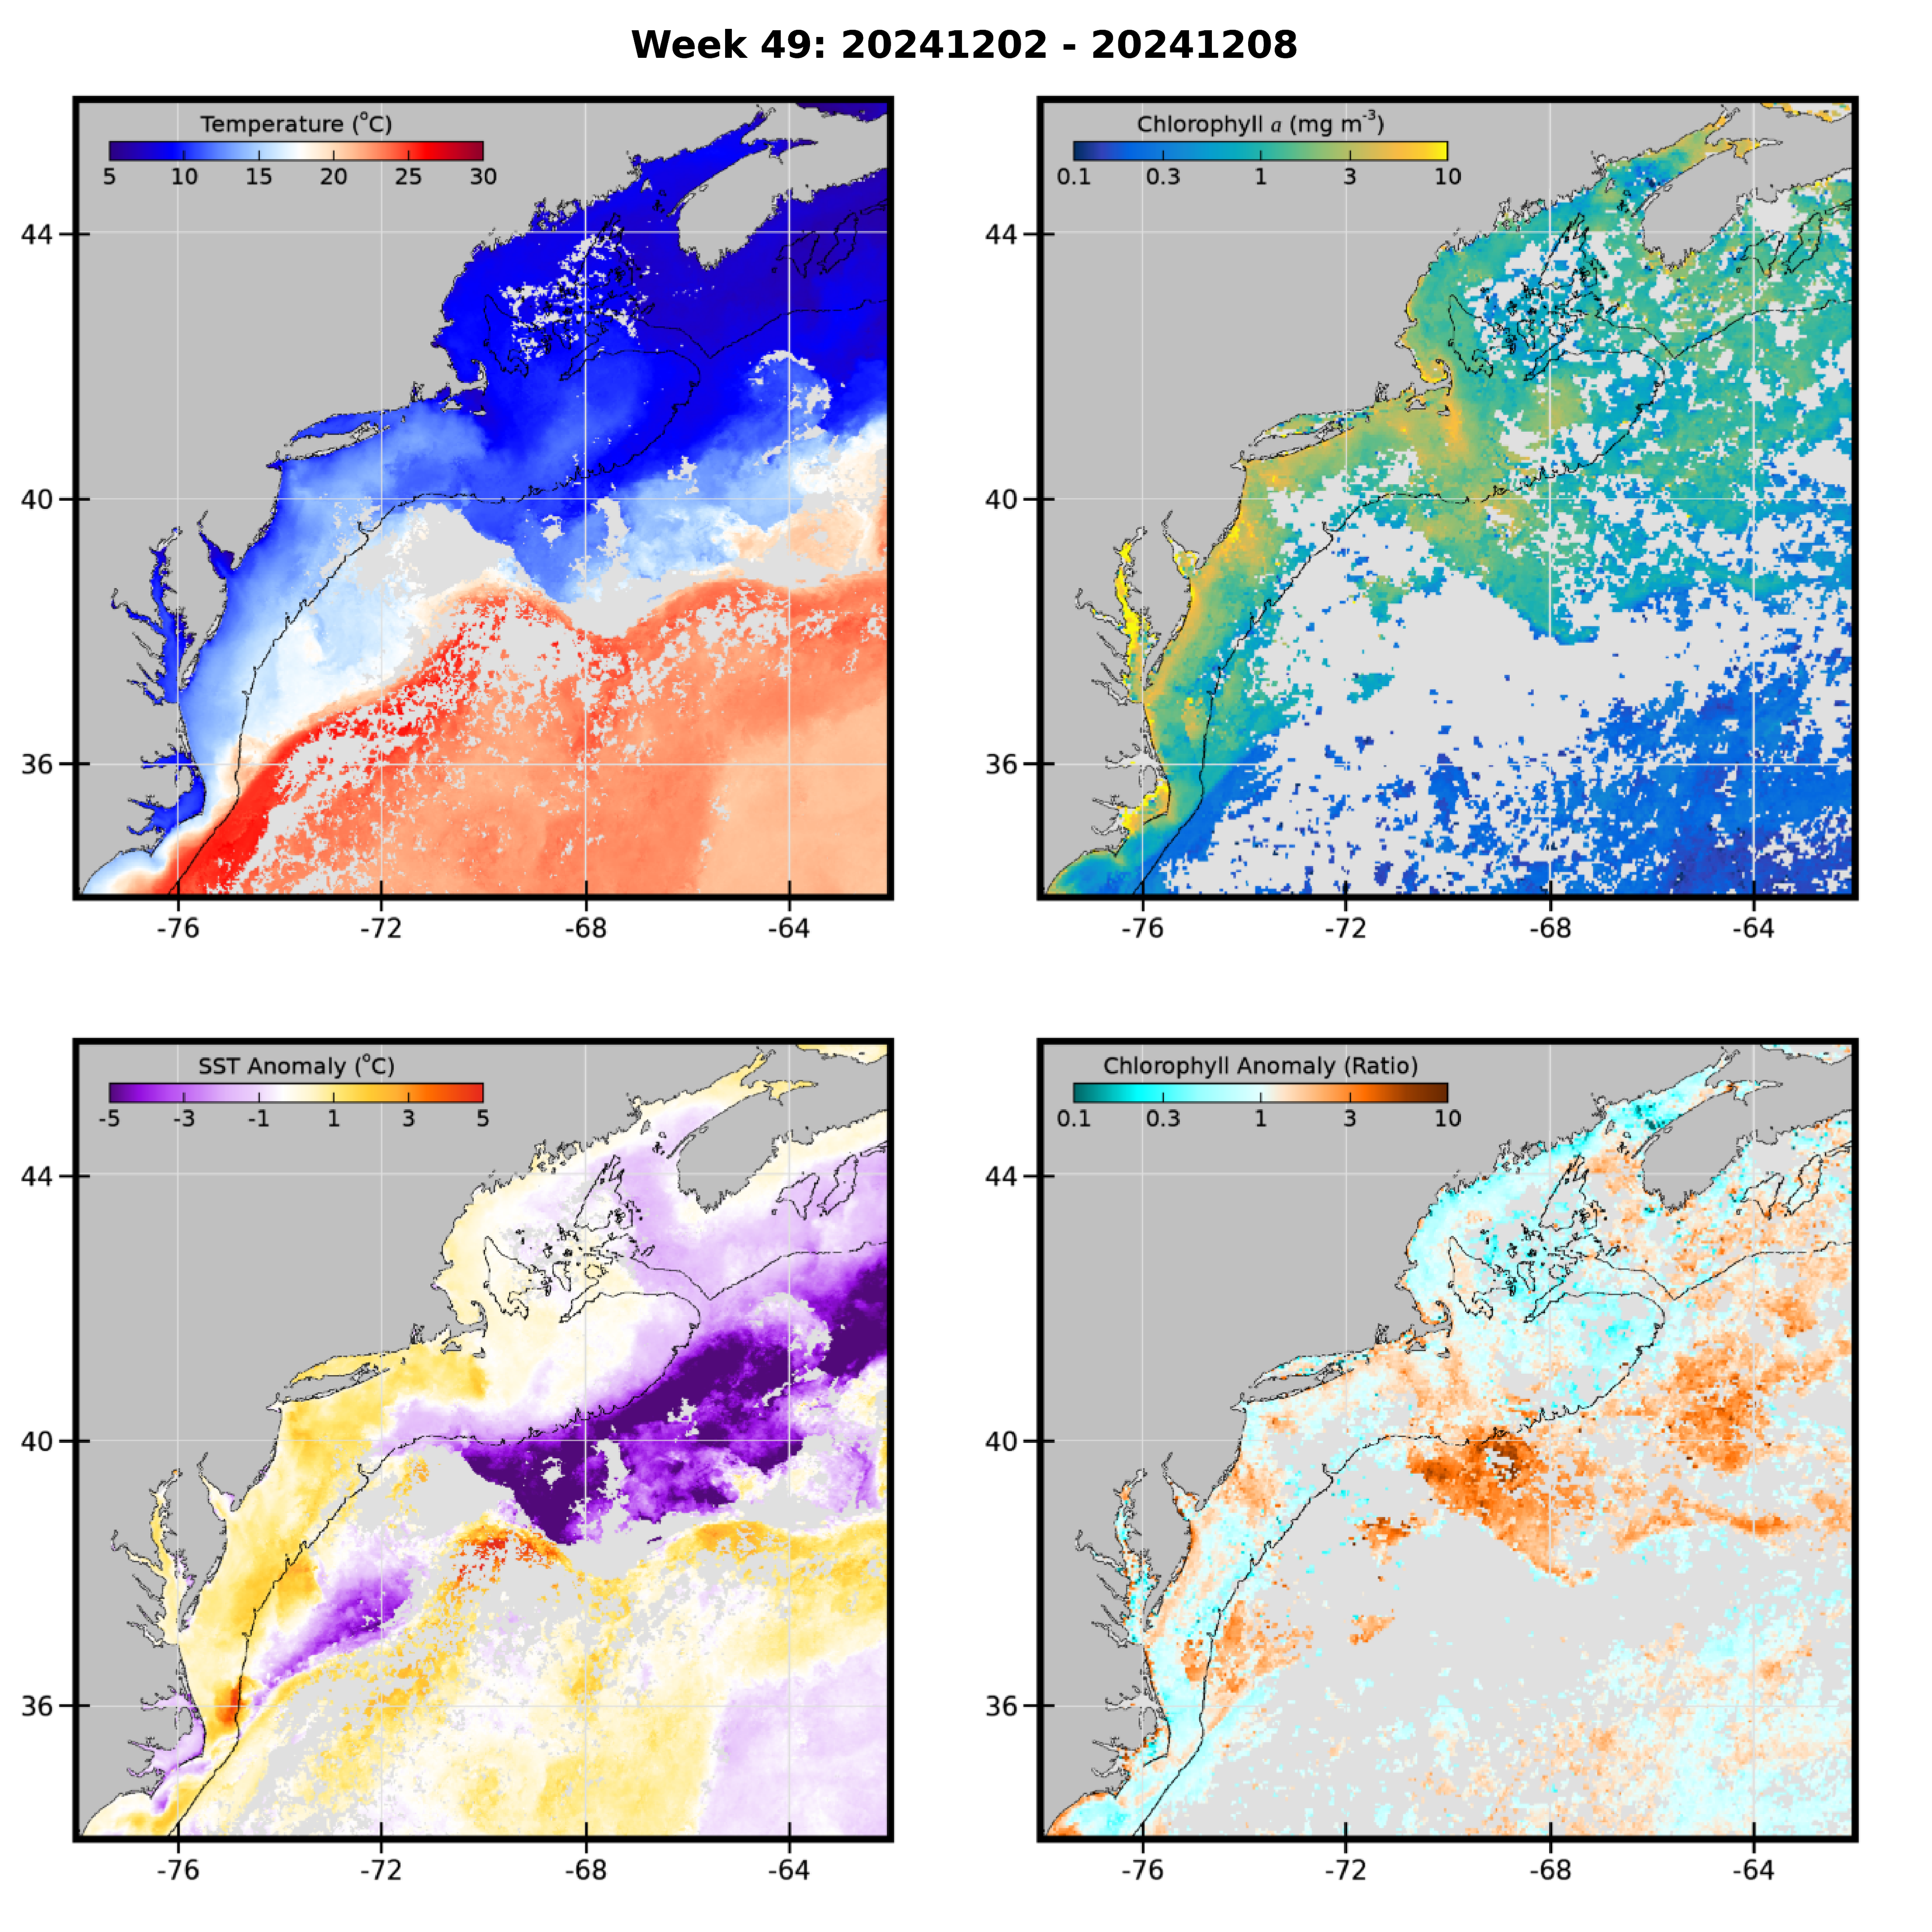 Week 49: 20241202 - 20241208
Temperature (°C)
5 10 15 20 25 30
44
40
36
-76 -72 -68 -64
Chlorophyll a (mg m-3)
0.1 0.3 1 3 10
44
40
36
-76 -72 -68 -64
SST Anomaly (°C)
-5 -3 -1 1 3 5
44
40
36
-76 -72 -68 -64
Chlorophyll Anomaly (Ratio)
0.1 0.3 1 3 10
44
40
36
-76 -72 -68 -64